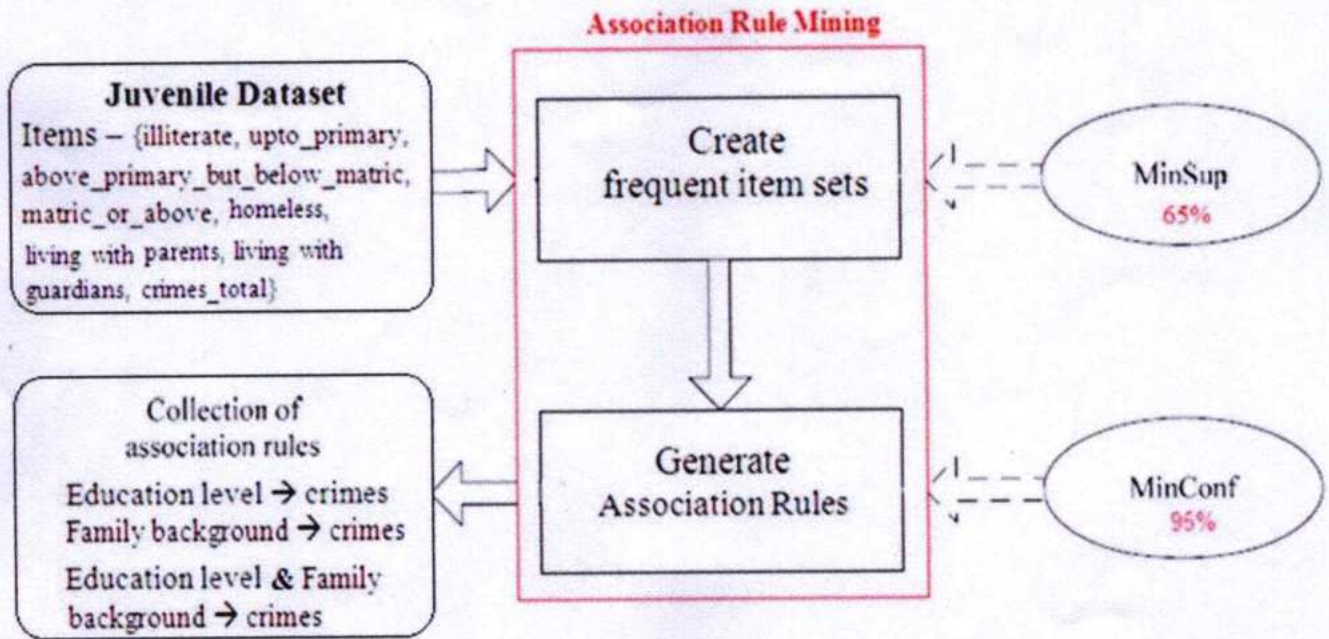 Association Rule Mining
Juvenile Dataset
Items – {illiterate, upto_primary,
above_primary_but_below_matric,
matric_or_above, homeless,
living with parents, living with
guardians, crimes_total}
Create
frequent item sets
MinSup
65%
Collection of
association rules
Education level → crimes
Family background → crimes
Education level & Family
background → crimes
Generate
Association Rules
MinConf
95%